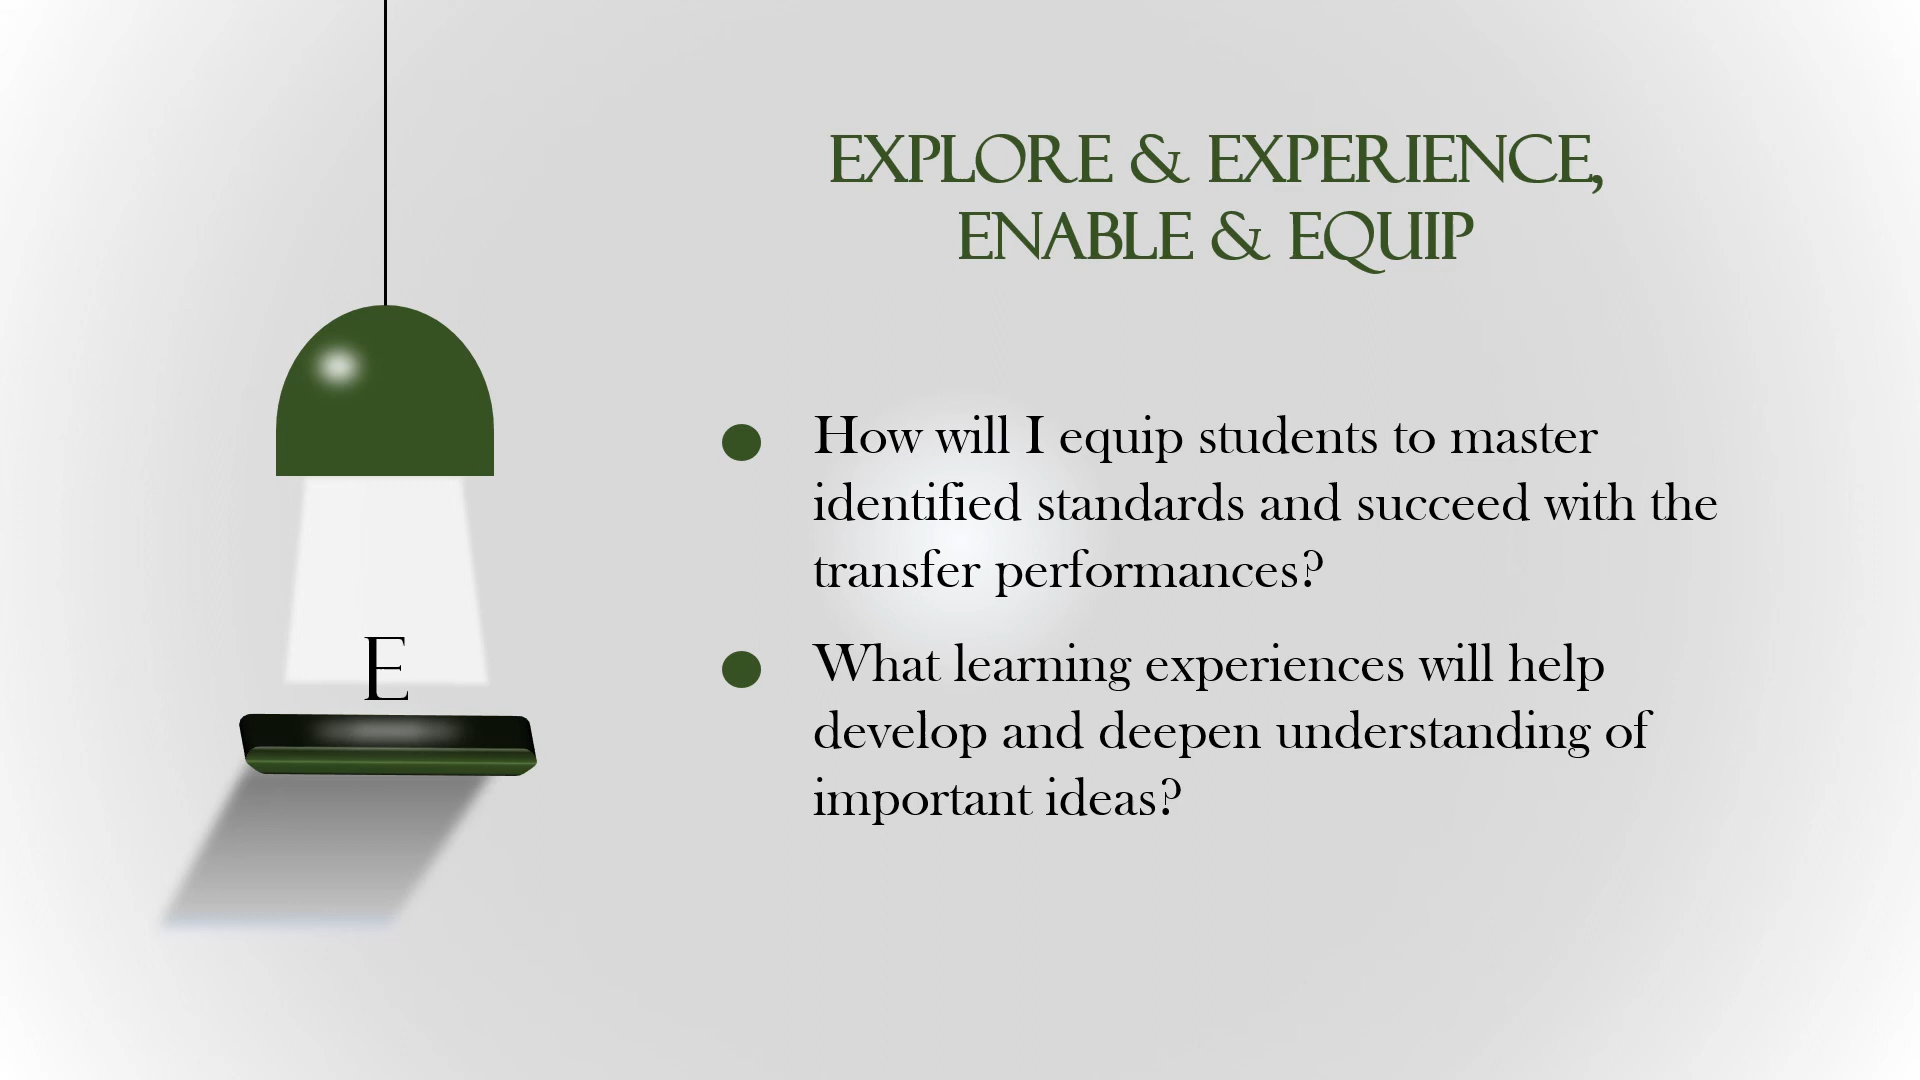 EXPLORE & EXPERIENCE,
ENABLE & EQUIP
How will I equip students to master
identified standards and succeed with the
transfer performances?
What learning experiences will help
develop and deepen understanding of
important ideas?
E